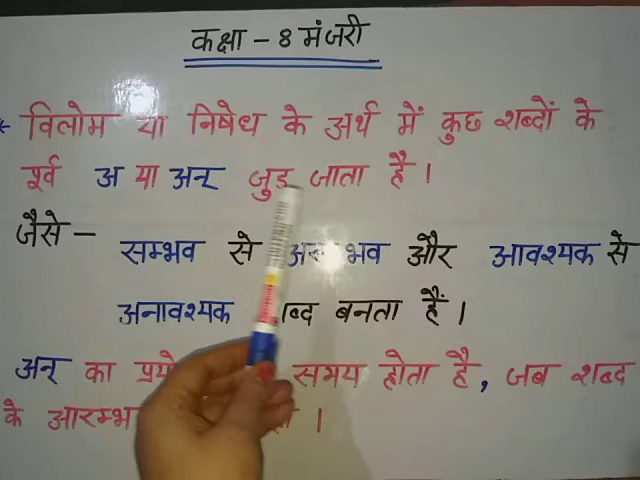 कक्षा - 8 मंजरी
* विलोम या निषेध के अर्थ में कुछ शब्दों के
पूर्व अ या अन् जुड़ जाता है।
जैसे - सम्भव से और आवश्यक से
अनावश्यक बनता है।
अन् का समय होता है, जब शब्द
के आरम्भ ।